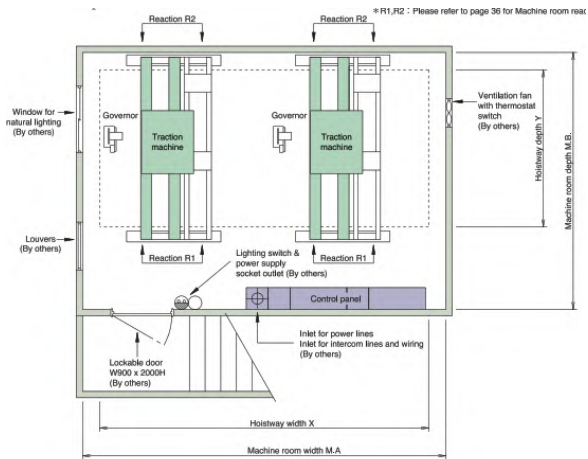 *R1,R2 : Please refer to page 36 for Machine room reac
Reaction R2
Reaction R2
Window for
natural lighting
(By others)
Governor
Traction
machine
Governor
Traction
machine
Ventilation fan
with thermostat
switch
(By others)
Hoistway depth Y
Machine room depth M.B.
Louvers
(By others)
Reaction R1
Reaction R1
Lighting switch &
power supply
socket outlet (By others)
Control panel
Inlet for power lines
Inlet for intercom lines and wiring
(By others)
Lockable door
W900 x 2000H
(By others)
Hoistway width X
Machine room width M.A